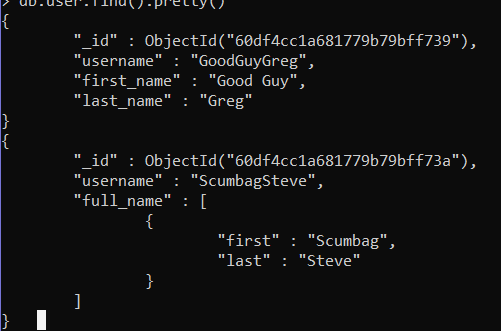 > db.user.find().pretty()
{
        "_id" : ObjectId("60df4cc1a681779b79bff739"),
        "username" : "GoodGuyGreg",
        "first_name" : "Good Guy",
        "last_name" : "Greg"
}
{
        "_id" : ObjectId("60df4cc1a681779b79bff73a"),
        "username" : "ScumbagSteve",
        "full_name" : [
                {
                        "first" : "Scumbag",
                        "last" : "Steve"
                }
        ]
}